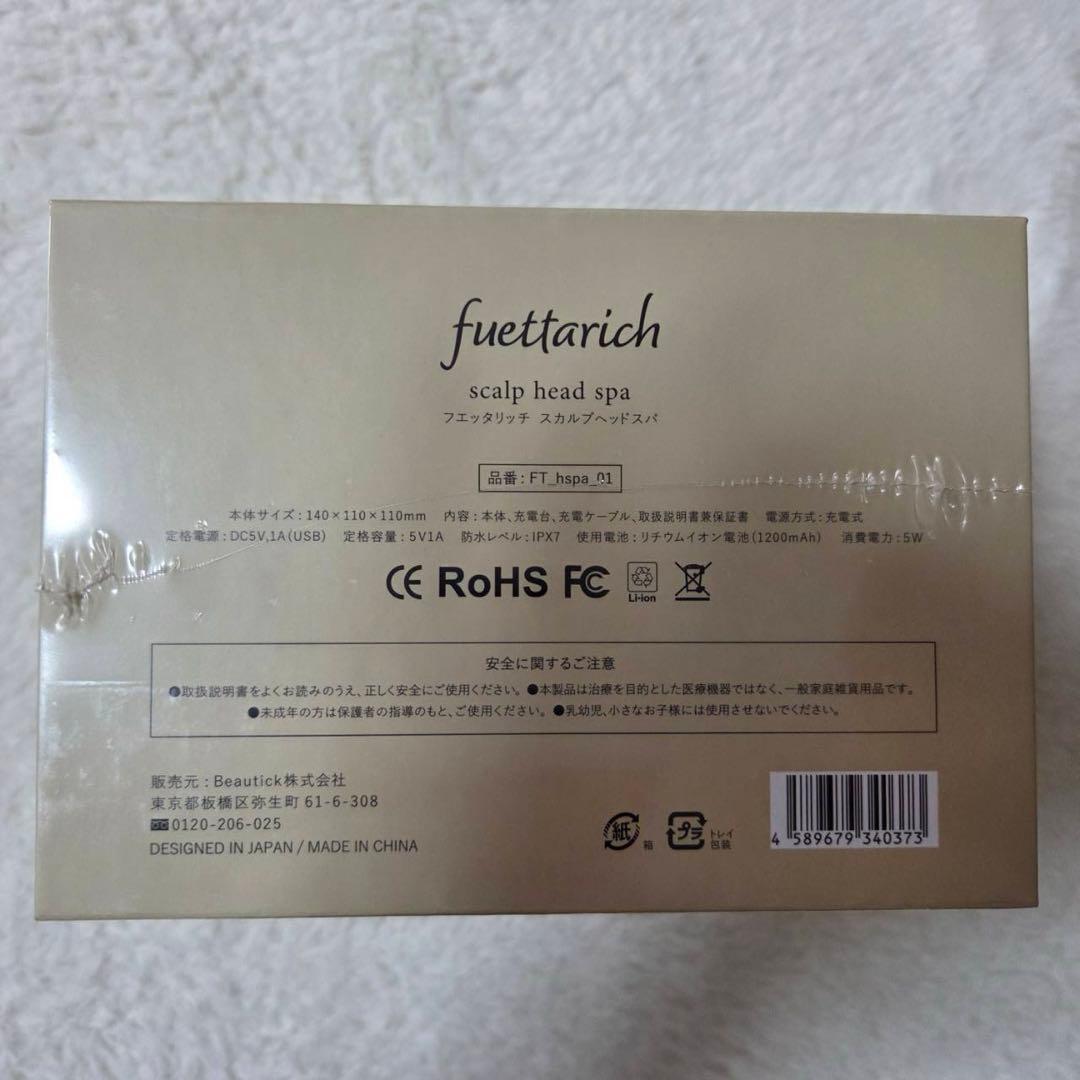 fuettarich
scalp head spa
フエッタリッチ スカルプヘッドスパ
品番：FT_hspa_01
本体サイズ：140×110×110mm 内容：本体、充電台、充電ケーブル、取扱説明書兼保証書 電源方式：充電式
定格電源：DC5V,1A(USB) 定格容量：5V1A 防水レベル：IPX7 使用電池：リチウムイオン電池(1200mAh) 消費電力：5W
CE RoHS FC Li-ion
安全に関するご注意
●取扱説明書をよくお読みのうえ、正しく安全にご使用ください。●本製品は治療を目的とした医療機器ではなく、一般家庭雑貨用品です。
●未成年の方は保護者の指導のもと、ご使用ください。●乳幼児、小さなお子様には使用させないでください。
販売元：Beautick株式会社
東京都板橋区弥生町 61-6-308
0120-206-025
DESIGNED IN JAPAN / MADE IN CHINA
紙 箱
プラ トレイ 包装
4 589679 340373